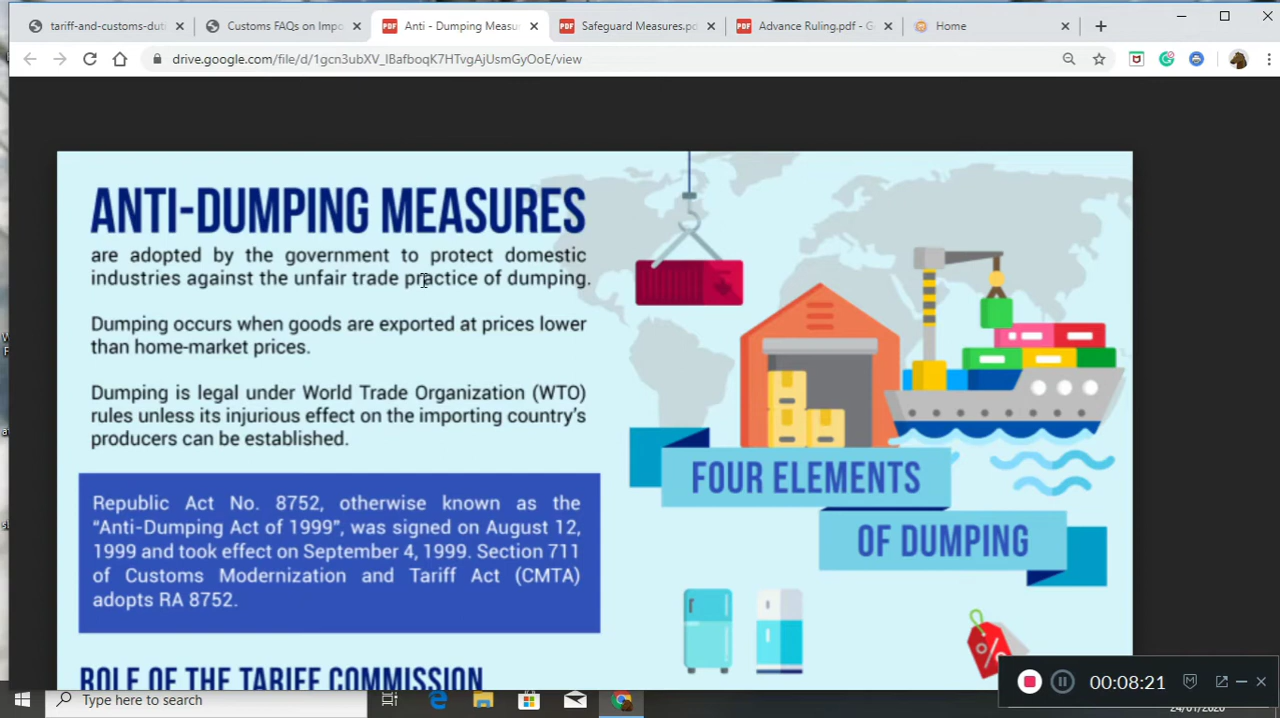 tariff-and-customs-dut
Customs FAQs on Impo
Anti - Dumping Measu
Safeguard Measures.pd
Advance Ruling.pdf - G
Home
drive.google.com/file/d/1gcn3ubXV_IBafboqK7HTvgAjUsmGyOoE/view
ANTI-DUMPING MEASURES
are adopted by the government to protect domestic
industries against the unfair trade practice of dumping.
Dumping occurs when goods are exported at prices lower
than home-market prices.
Dumping is legal under World Trade Organization (WTO)
rules unless its injurious effect on the importing country's
producers can be established.
Republic Act No. 8752, otherwise known as the
“Anti-Dumping Act of 1999”, was signed on August 12,
1999 and took effect on September 4, 1999. Section 711
of Customs Modernization and Tariff Act (CMTA)
adopts RA 8752.
ROLE OF THE TARIFF COMMISSION
FOUR ELEMENTS
OF DUMPING
%
Type here to search
00:08:21
24/01/2020